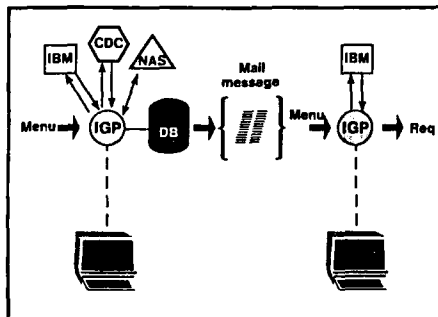 IBM
CDC
NAS
Menu
IGP
DB
Mail
message
Menu
IBM
IGP
Req